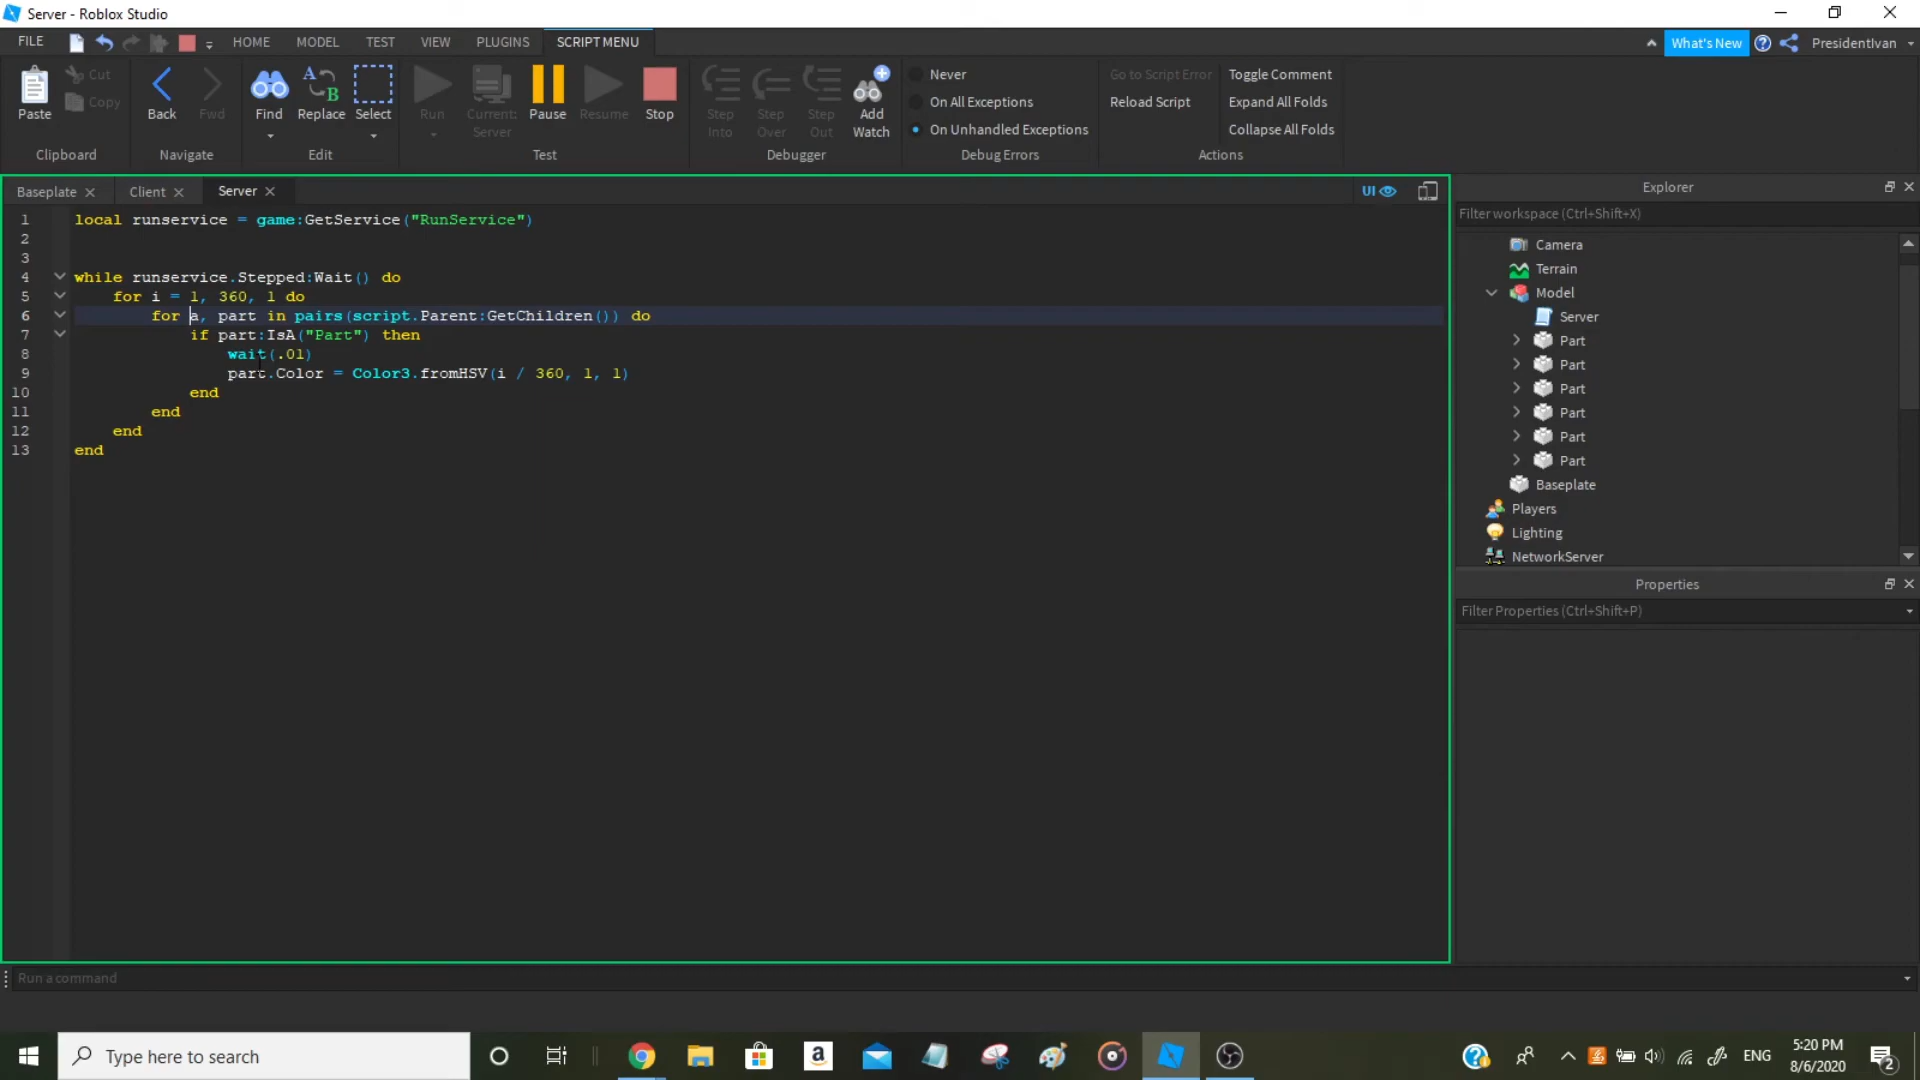 Server - Roblox Studio
FILE HOME MODEL TEST VIEW PLUGINS SCRIPT MENU What's New PresidentIvan
Paste Cut Copy Back Fwd Find Replace Select Run Current: Server Pause Resume Stop Step Into Step Over Step Out Add Watch
Never
On All Exceptions
On Unhandled Exceptions
Go to Script Error
Reload Script
Toggle Comment
Expand All Folds
Collapse All Folds
Clipboard Navigate Edit Test Debugger Debug Errors Actions
Baseplate Client Server UI
1 local runservice = game:GetService("RunService")
2
3
4 while runservice.Stepped:Wait() do
5 for i = 1, 360, 1 do
6 for a, part in pairs(script.Parent:GetChildren()) do
7 if part:IsA("Part") then
8 wait(.01)
9 part.Color = Color3.fromHSV(i / 360, 1, 1)
10 end
11 end
12 end
13 end
Explorer
Filter workspace (Ctrl+Shift+X)
Camera
Terrain
Model
Server
Part
Part
Part
Part
Part
Part
Baseplate
Players
Lighting
NetworkServer
Properties
Filter Properties (Ctrl+Shift+P)
Run a command
Type here to search
a
ENG
5:20 PM
8/6/2020
2